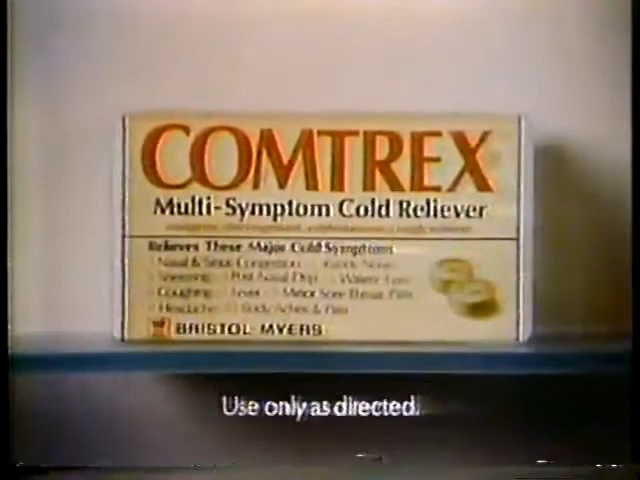 COMTREX
Multi-Symptom Cold Reliever
Relieves These Major Cold Symptoms
Nasal & Sinus Congestion Runny Nose
Sneezing Post Nasal Drip Watery Eyes
Coughing Fever Minor Sore Throat Pain
Headache Body Aches & Pain
BRISTOL-MYERS
Use only as directed.